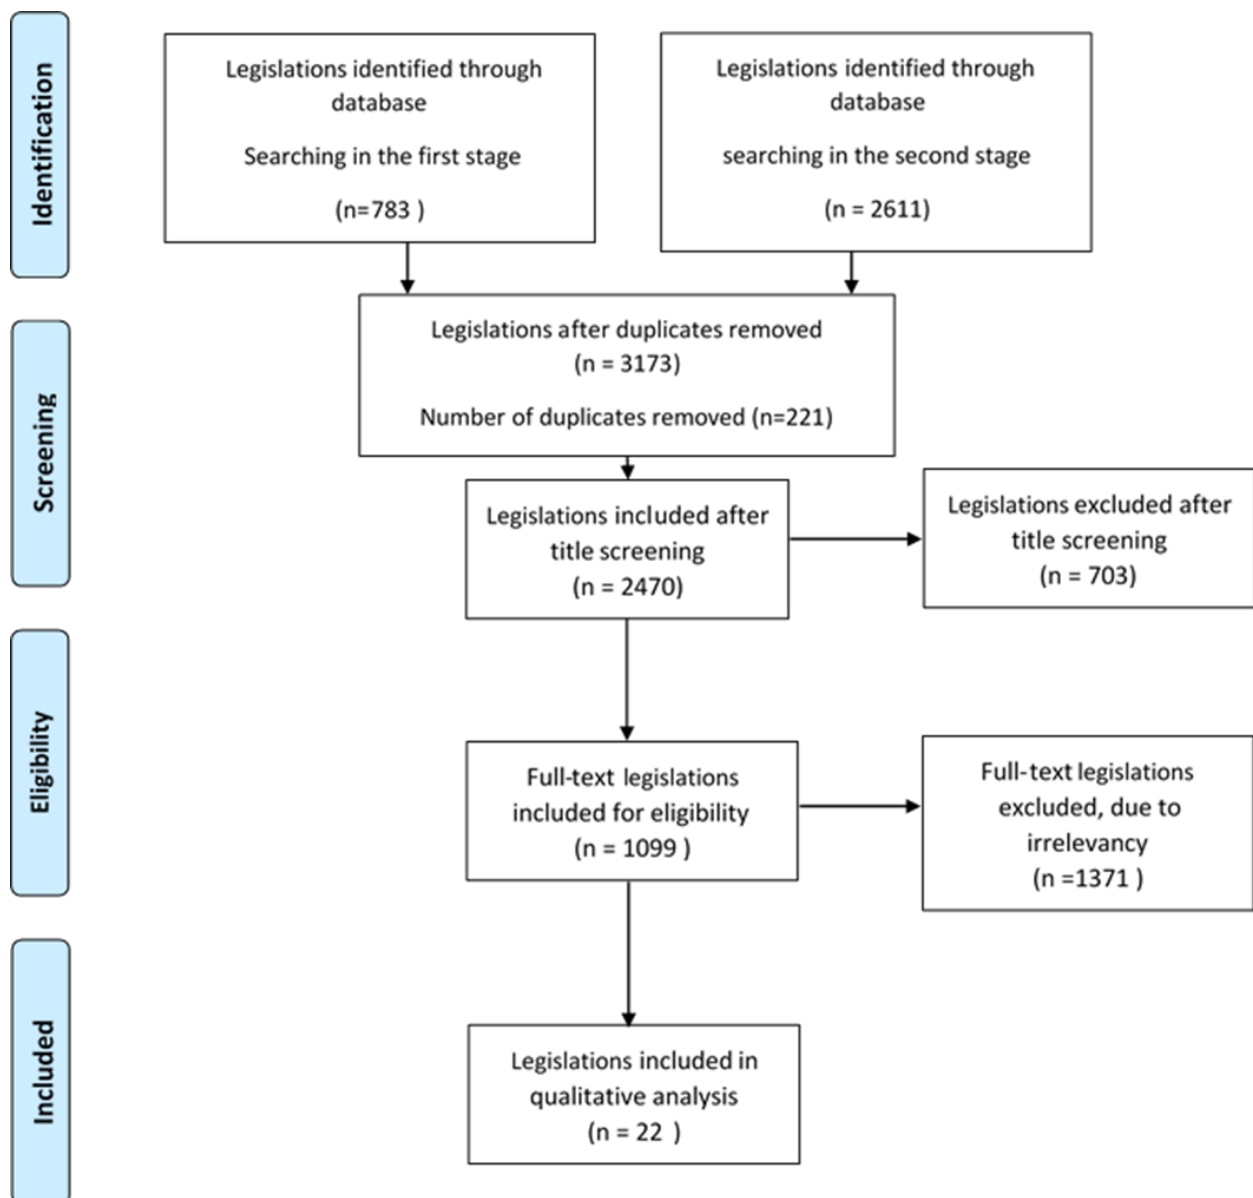 Identification
Legislations identified through
database
Searching in the first stage
(n=783 )
Legislations identified through
database
searching in the second stage
(n = 2611)
Screening
Legislations after duplicates removed
(n = 3173)
Number of duplicates removed (n=221)
Legislations included after
title screening
(n = 2470)
Legislations excluded after
title screening
(n = 703)
Eligibility
Full-text legislations
included for eligibility
(n = 1099 )
Full-text legislations
excluded, due to
irrelevancy
(n =1371 )
Included
Legislations included in
qualitative analysis
(n = 22 )